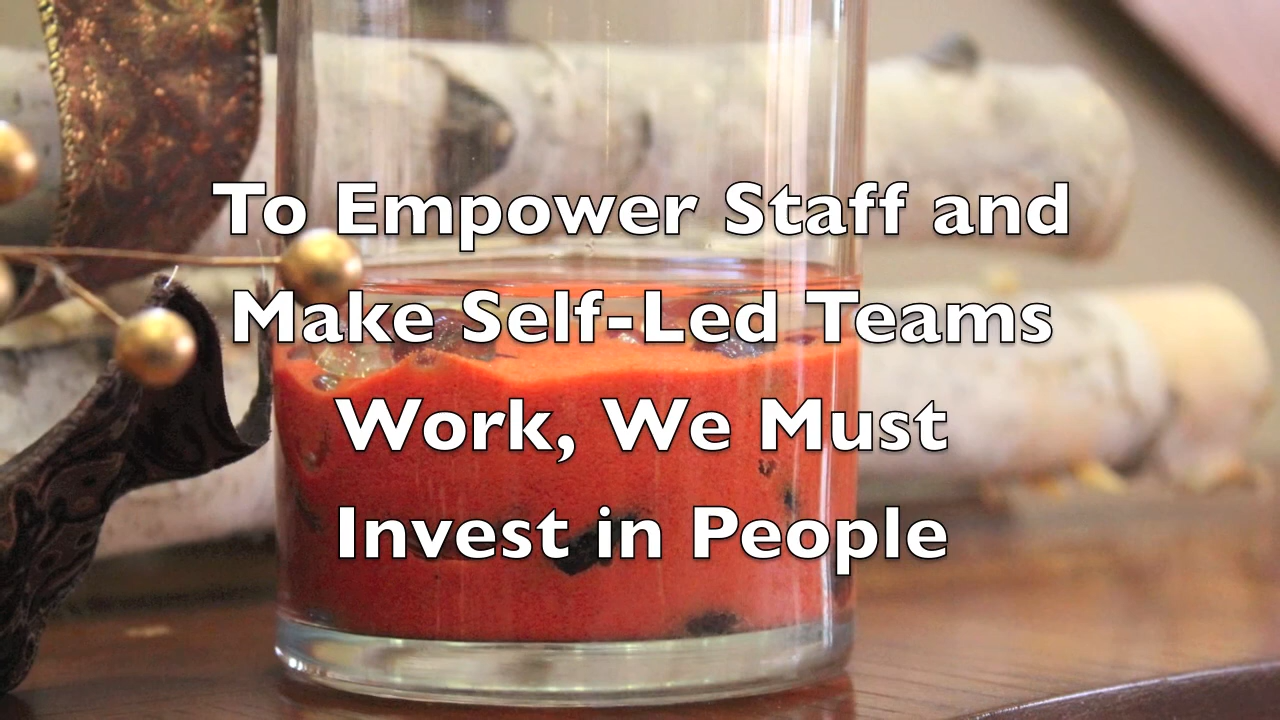 To Empower Staff and
Make Self-Led Teams
Work, We Must
Invest in People